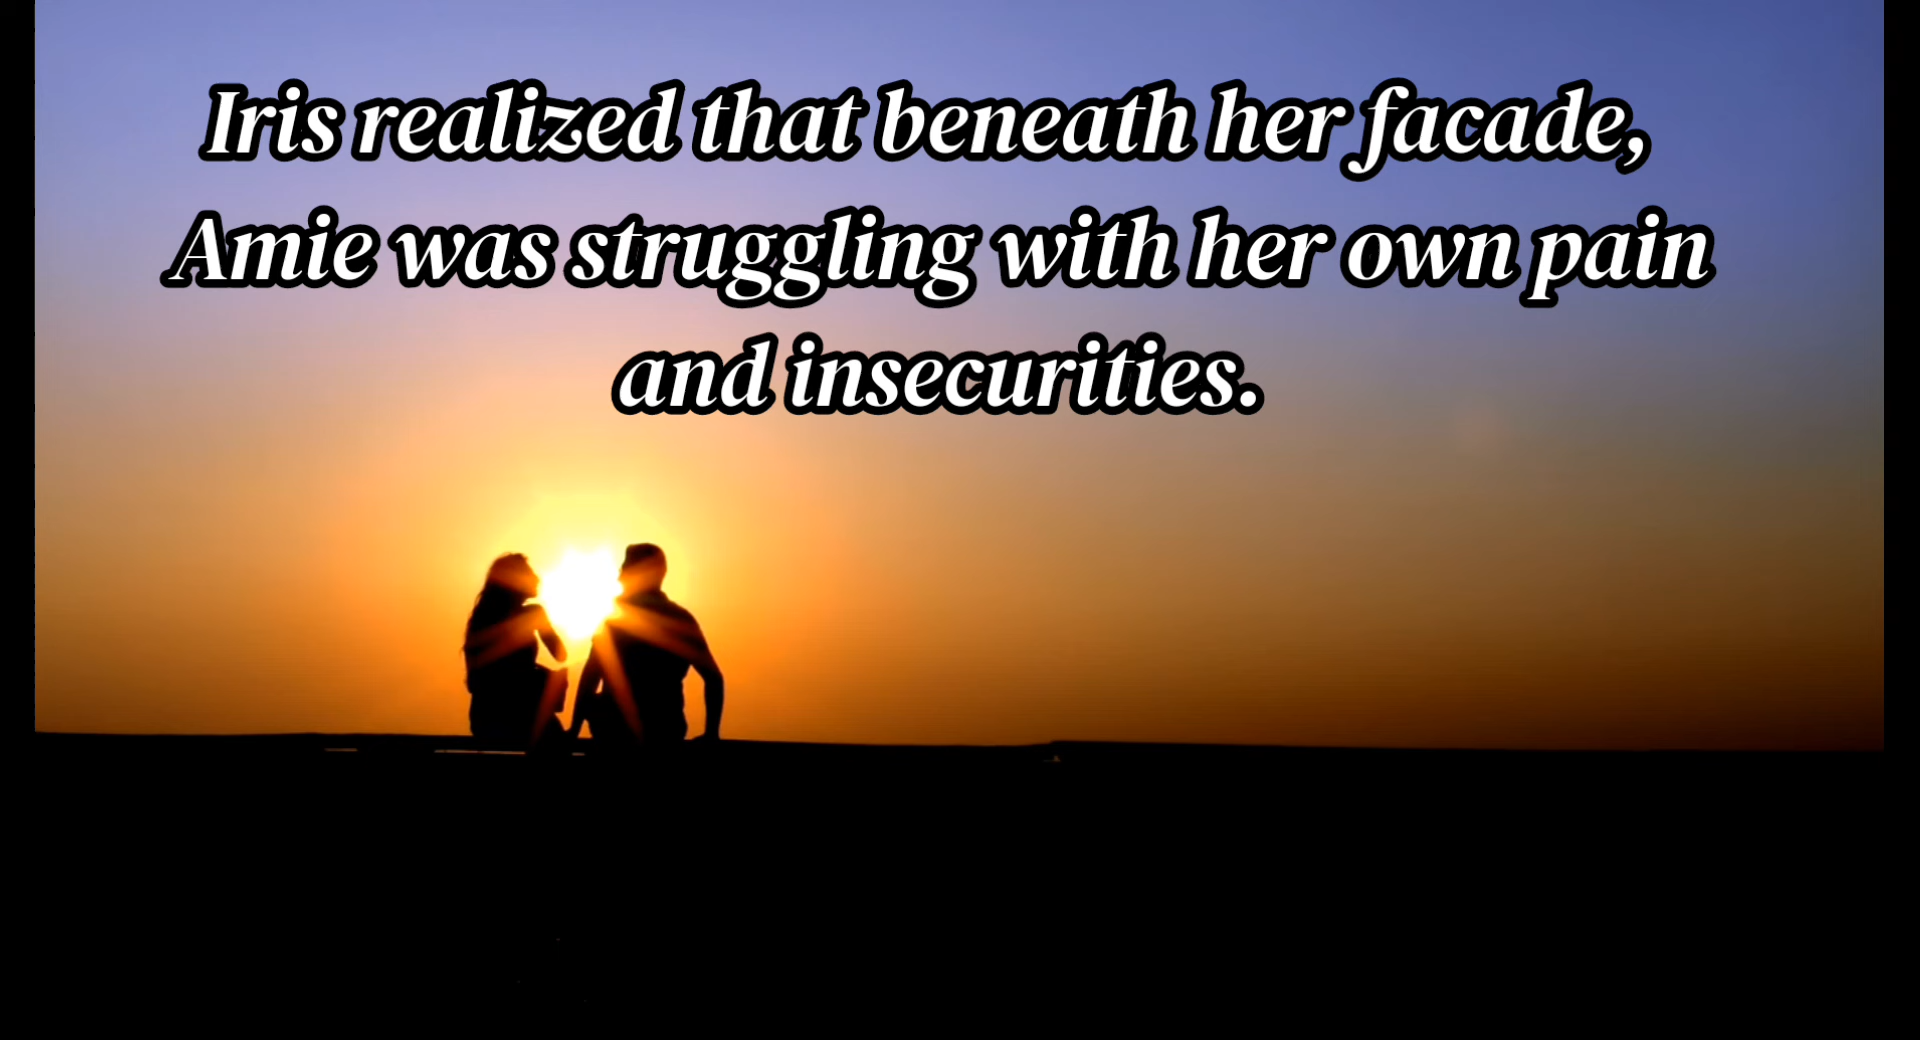 Iris realized that beneath her facade,
Amie was struggling with her own pain
and insecurities.